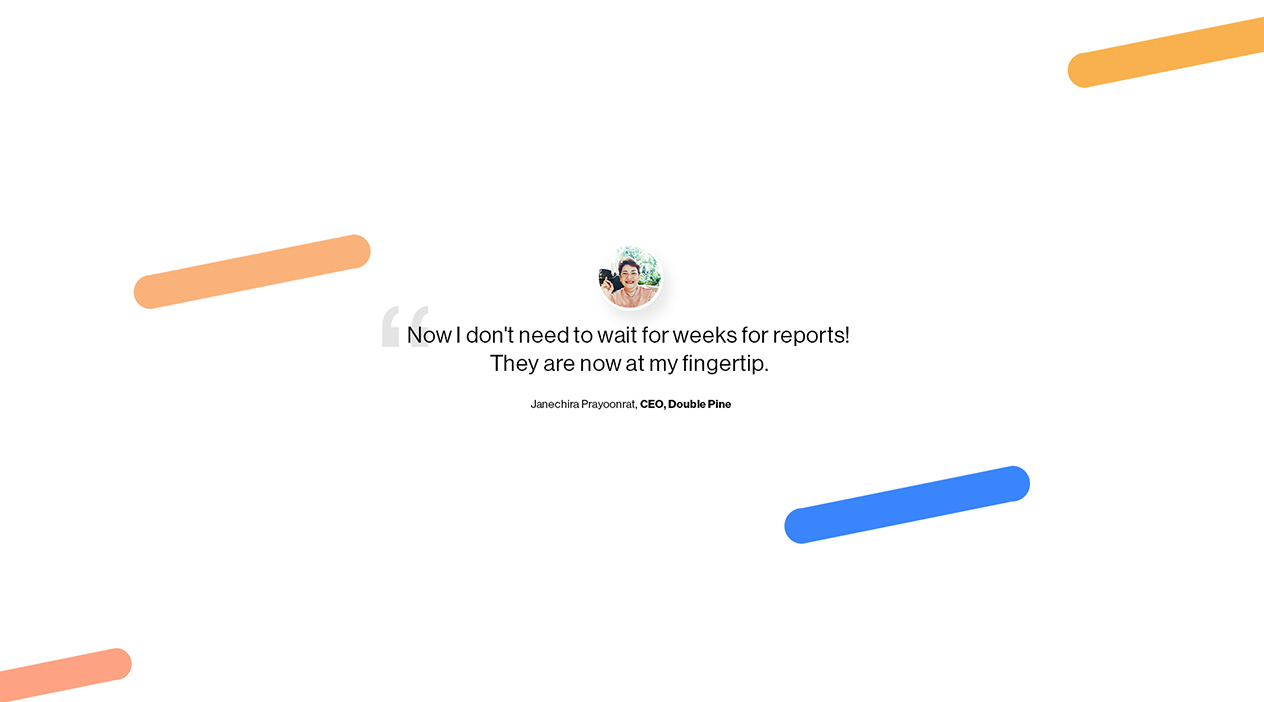 Now I don't need to wait for weeks for reports!
They are now at my fingertip.
Janechira Prayoonrat, CEO, Double Pine